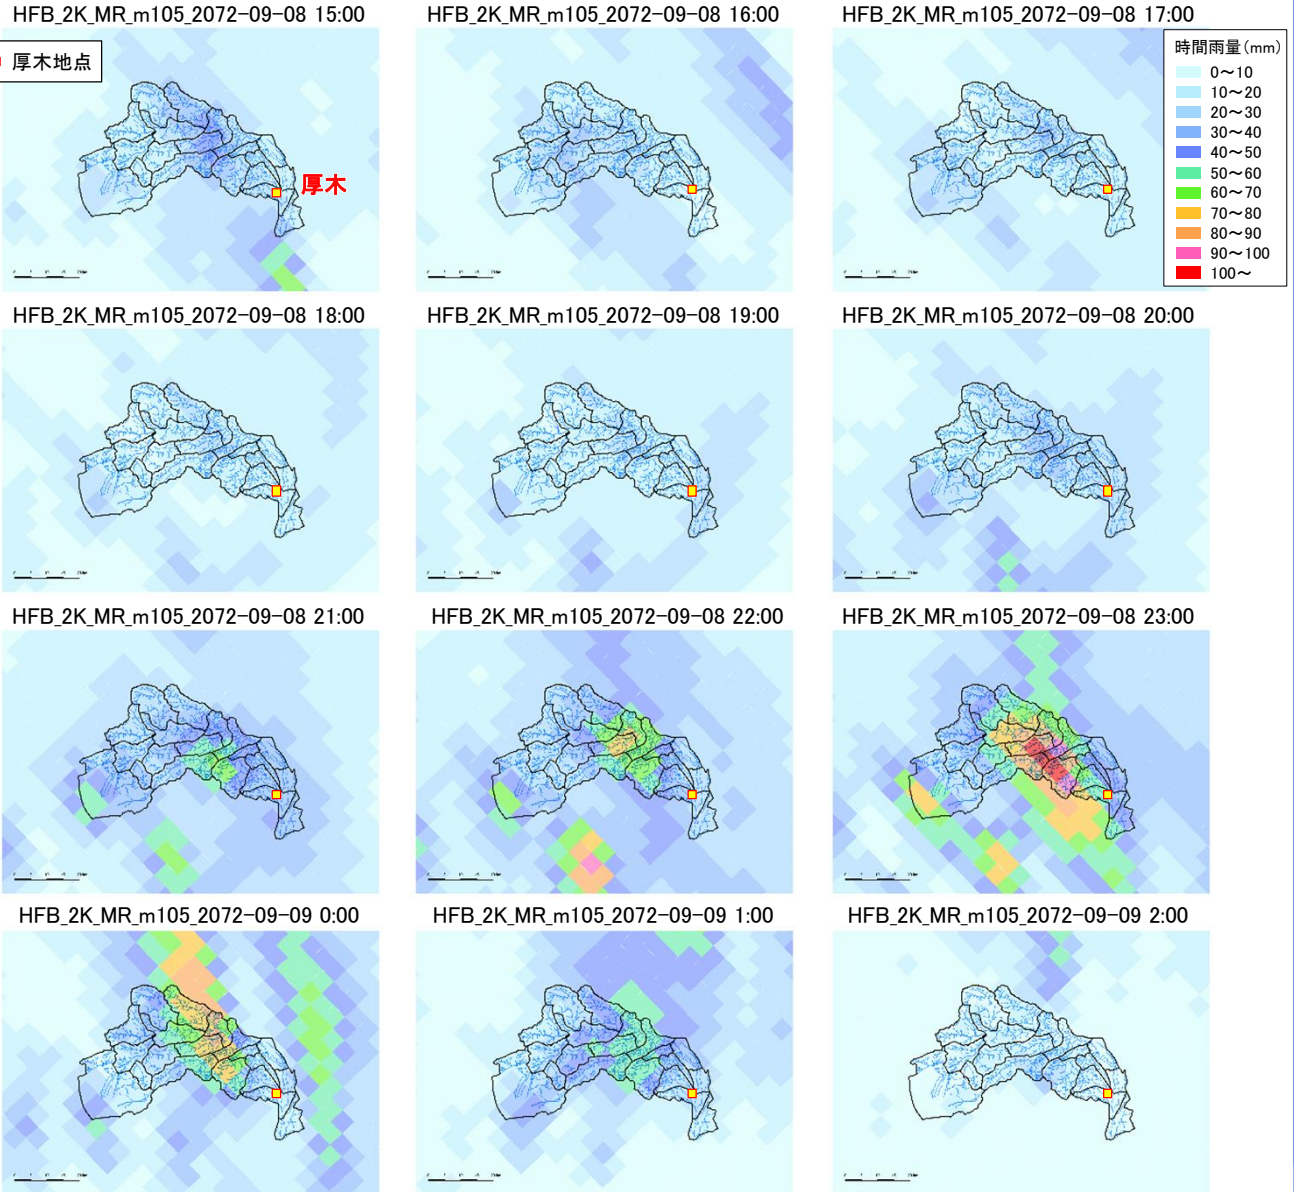 HFB_2K_MR_m105_2072-09-08 15:00
HFB_2K_MR_m105_2072-09-08 16:00
HFB_2K_MR_m105_2072-09-08 17:00
厚木地点
厚木
時間雨量(mm)
0～10
10～20
20～30
30～40
40～50
50～60
60～70
70～80
80～90
90～100
100～
HFB_2K_MR_m105_2072-09-08 18:00
HFB_2K_MR_m105_2072-09-08 19:00
HFB_2K_MR_m105_2072-09-08 20:00
HFB_2K_MR_m105_2072-09-08 21:00
HFB_2K_MR_m105_2072-09-08 22:00
HFB_2K_MR_m105_2072-09-08 23:00
HFB_2K_MR_m105_2072-09-09 0:00
HFB_2K_MR_m105_2072-09-09 1:00
HFB_2K_MR_m105_2072-09-09 2:00